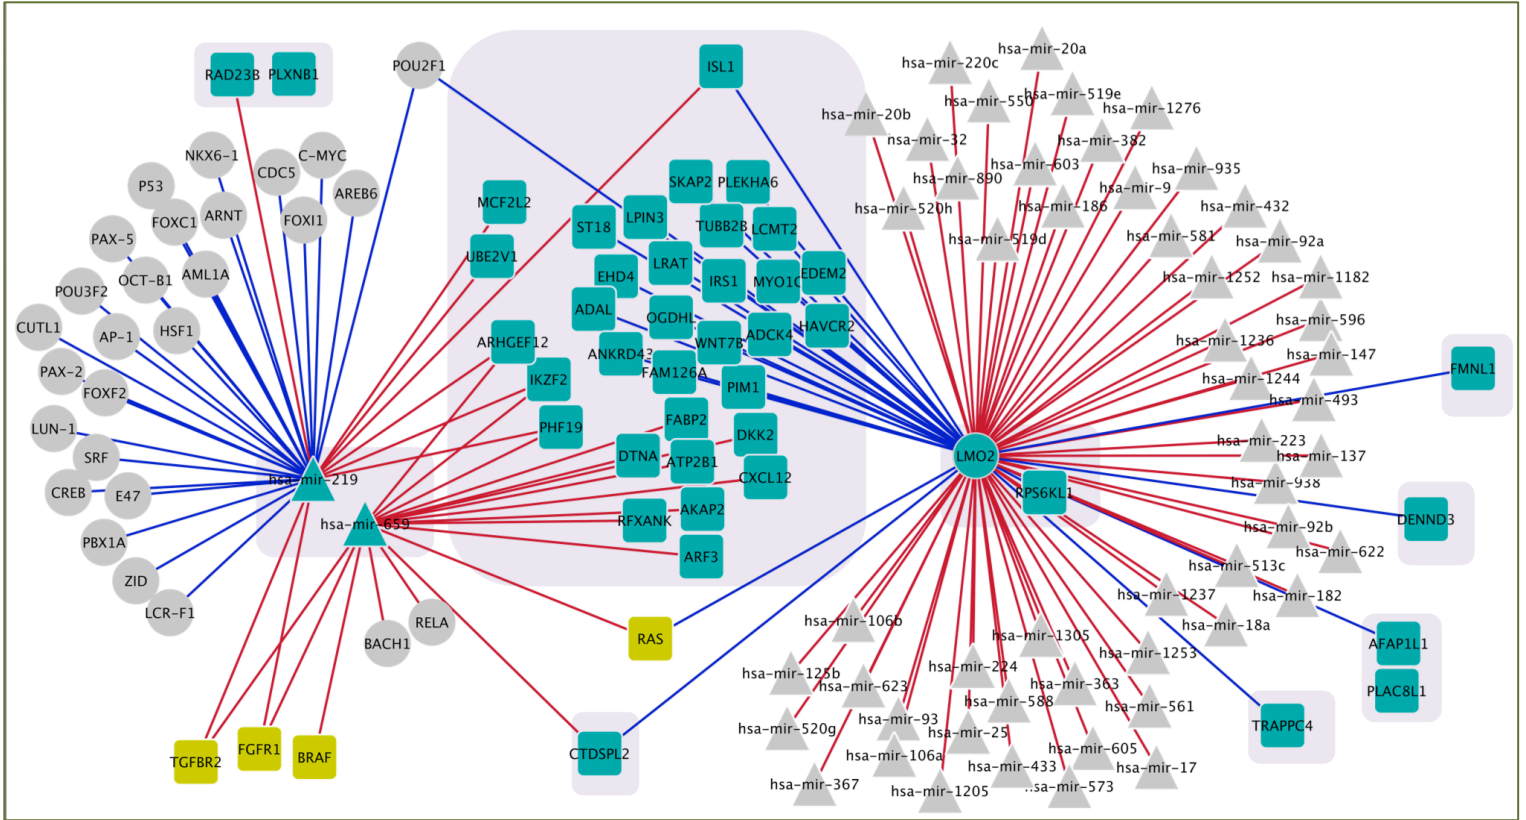 RAD23B
PLXNB1
POU2F1
ISL1
hsa-mir-220c
hsa-mir-20a
hsa-mir-550
hsa-mir-519e
hsa-mir-1276
hsa-mir-20b
hsa-mir-32
hsa-mir-382
hsa-mir-603
hsa-mir-935
hsa-mir-890
hsa-mir-9
hsa-mir-520h
hsa-mir-186
hsa-mir-432
hsa-mir-519d
hsa-mir-581
hsa-mir-92a
hsa-mir-1252
hsa-mir-1182
hsa-mir-596
hsa-mir-1236
hsa-mir-147
hsa-mir-1244
hsa-mir-493
NKX6-1
C-MYC
CDC5
P53
AREB6
FOXC1
ARNT
FOXI1
PAX-5
OCT-B1
AML1A
POU3F2
CUTL1
AP-1
HSF1
PAX-2
FOXF2
LUN-1
SRF
CREB
E47
PBX1A
ZID
LCR-F1
hsa-mir-219
hsa-mir-659
MCF2L2
UBE2V1
ARHGEF12
IKZF2
PHF19
SKAP2
PLEKHA6
ST18
LPIN3
TUBB2B
LCMT2
LRAT
EHD4
IRS1
MYO1C
EDEM2
ADAL
OGDHL
WNT7B
ADCK4
HAVCR2
ANKRD43
FAM126A
PIM1
FABP2
DKK2
DTNA
ATP2B1
CXCL12
AKAP2
RFXANK
ARF3
LMO2
RPS6KL1
FMNL1
hsa-mir-223
hsa-mir-137
hsa-mir-938
DENND3
hsa-mir-92b
hsa-mir-622
hsa-mir-513c
hsa-mir-1237
hsa-mir-182
hsa-mir-18a
AFAP1L1
PLAC8L1
TRAPPC4
BACH1
RELA
RAS
TGFBR2
FGFR1
BRAF
CTDSPL2
hsa-mir-106b
hsa-mir-1305
hsa-mir-1253
hsa-mir-125b
hsa-mir-224
hsa-mir-623
hsa-mir-363
hsa-mir-588
hsa-mir-561
hsa-mir-520g
hsa-mir-93
hsa-mir-25
hsa-mir-106a
hsa-mir-605
hsa-mir-433
hsa-mir-17
hsa-mir-367
hsa-mir-1205
…sa-mir-573